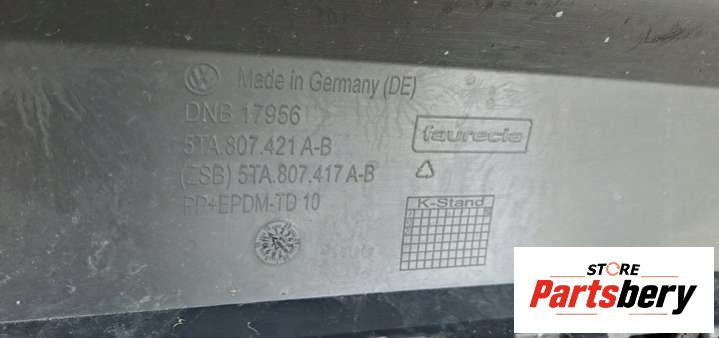 Made in Germany (DE)
DNB 17956
5TA.807.421 A-B
(ZSB) 5TA.807.417 A-B
PP+EPDM-TD 10
faurecia
K-Stand
STORE
Partsbery